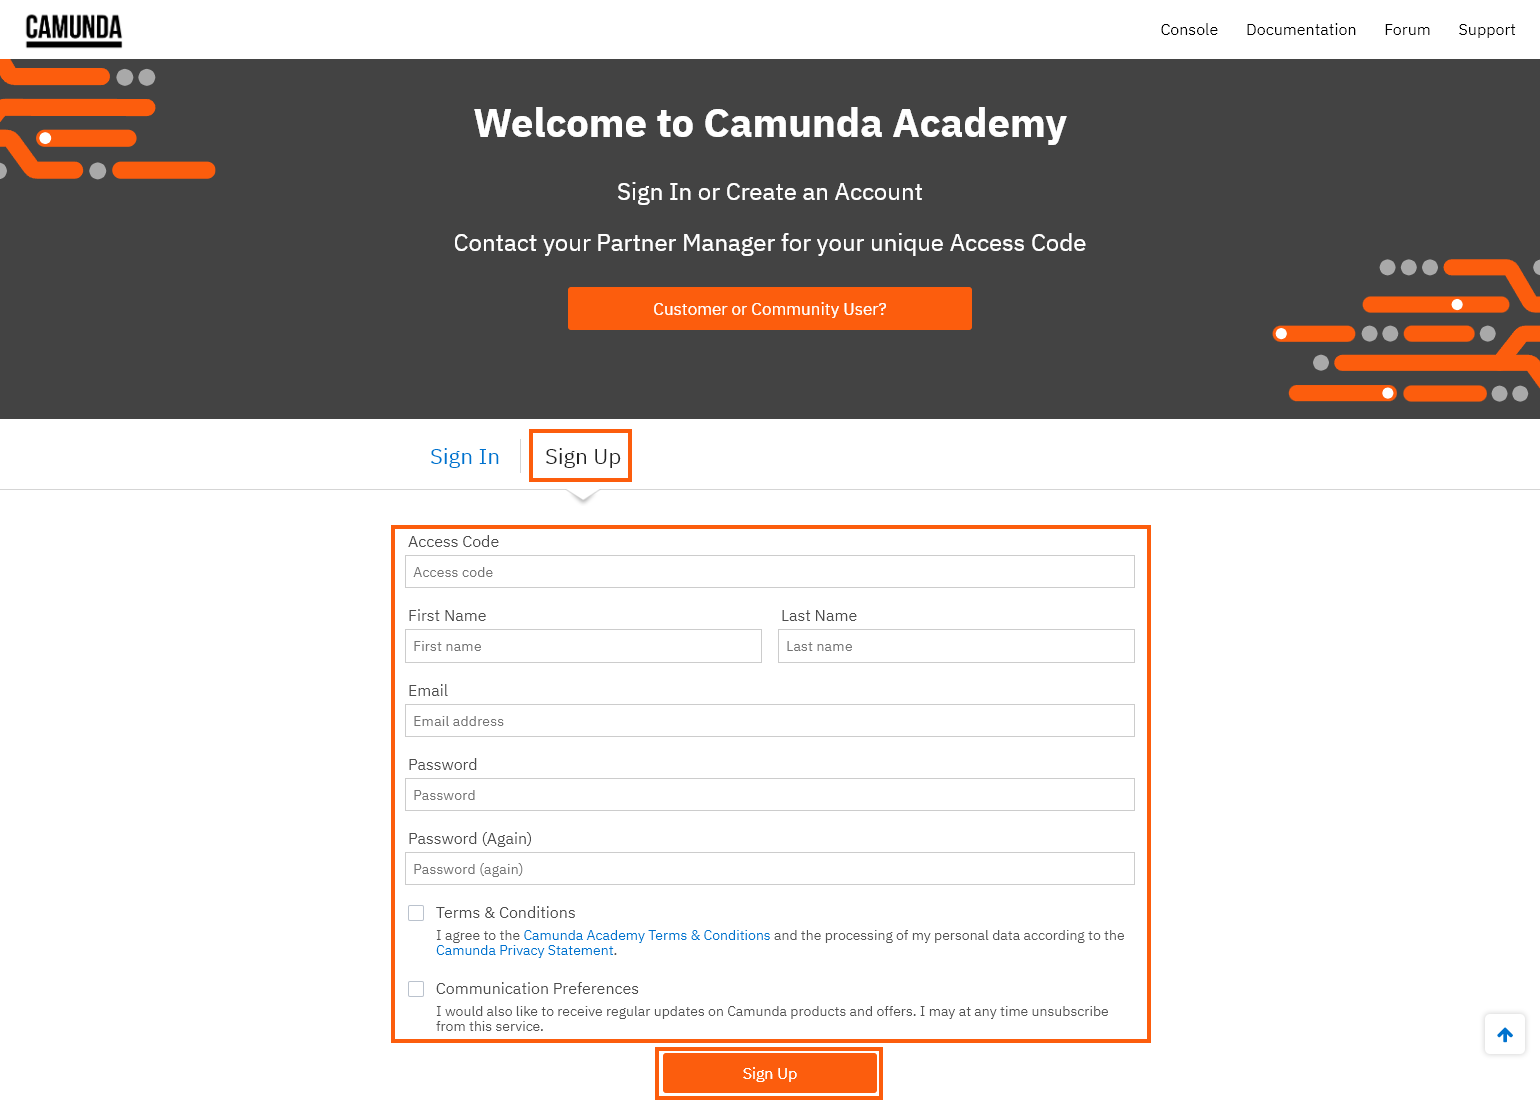 CAMUNDA
Console Documentation Forum Support
Welcome to Camunda Academy
Sign In or Create an Account
Contact your Partner Manager for your unique Access Code
Customer or Community User?
Sign In Sign Up
Access Code
Access code
First Name Last Name
First name Last name
Email
Email address
Password
Password
Password (Again)
Password (again)
Terms & Conditions
I agree to the Camunda Academy Terms & Conditions and the processing of my personal data according to the
Camunda Privacy Statement.
Communication Preferences
I would also like to receive regular updates on Camunda products and offers. I may at any time unsubscribe
from this service.
Sign Up